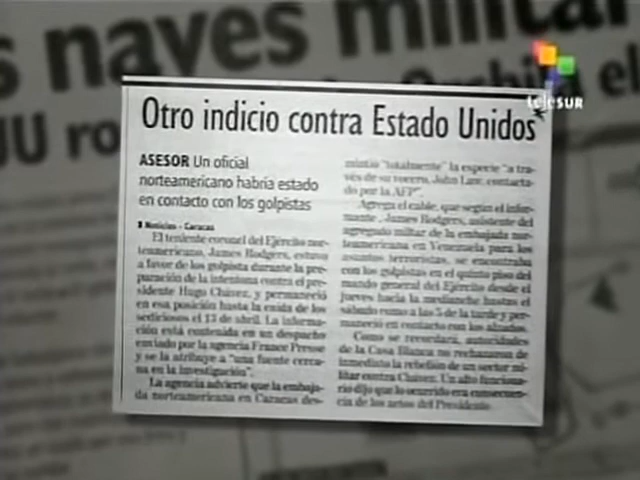 s naves militar
JU ro
teleSUR
Otro indicio contra Estado Unidos
ASESOR Un oficial
norteamericano habría estado
en contacto con los golpistas
Noticias - Caracas
El teniente coronel del Ejército nor-
teamericano, James Rodgers, estuvo
a favor de los golpista durante la pre-
paración de la intentona contra el pre-
sidente Hugo Chávez, y permaneció
en esa posición hasta la caída de los
sediciosos el 13 de abril. La informa-
ción está contenida en un despacho
enviado por la agencia France Presse
y se la atribuye a "una fuente cerca-
na en la investigación".
La agencia advierte que la embaja-
da norteamericana en Caracas des-
mintió "totalmente" la especie "a tra-
vés de su vocero, John Law, contacta-
do por la AFP".
Agrega el cable, que según el infor-
mante, James Rodgers, asistente del
agregado militar de la embajada nor-
teamericana en Venezuela para los
asuntos terroristas, se encontraba
con los golpistas en el quinto piso del
mando general del Ejército desde el
jueves hacia la medianoche hasta el
sábado como a las 5 de la tarde y per-
maneció en contacto con los alzados.
Como se recordará, autoridades
de la Casa Blanca no rechazaron de
inmediato la rebelión de un sector mi-
litar contra Chávez. Un alto funciona-
rio dijo que lo ocurrido era consecuen-
cia de los actos del Presidente.